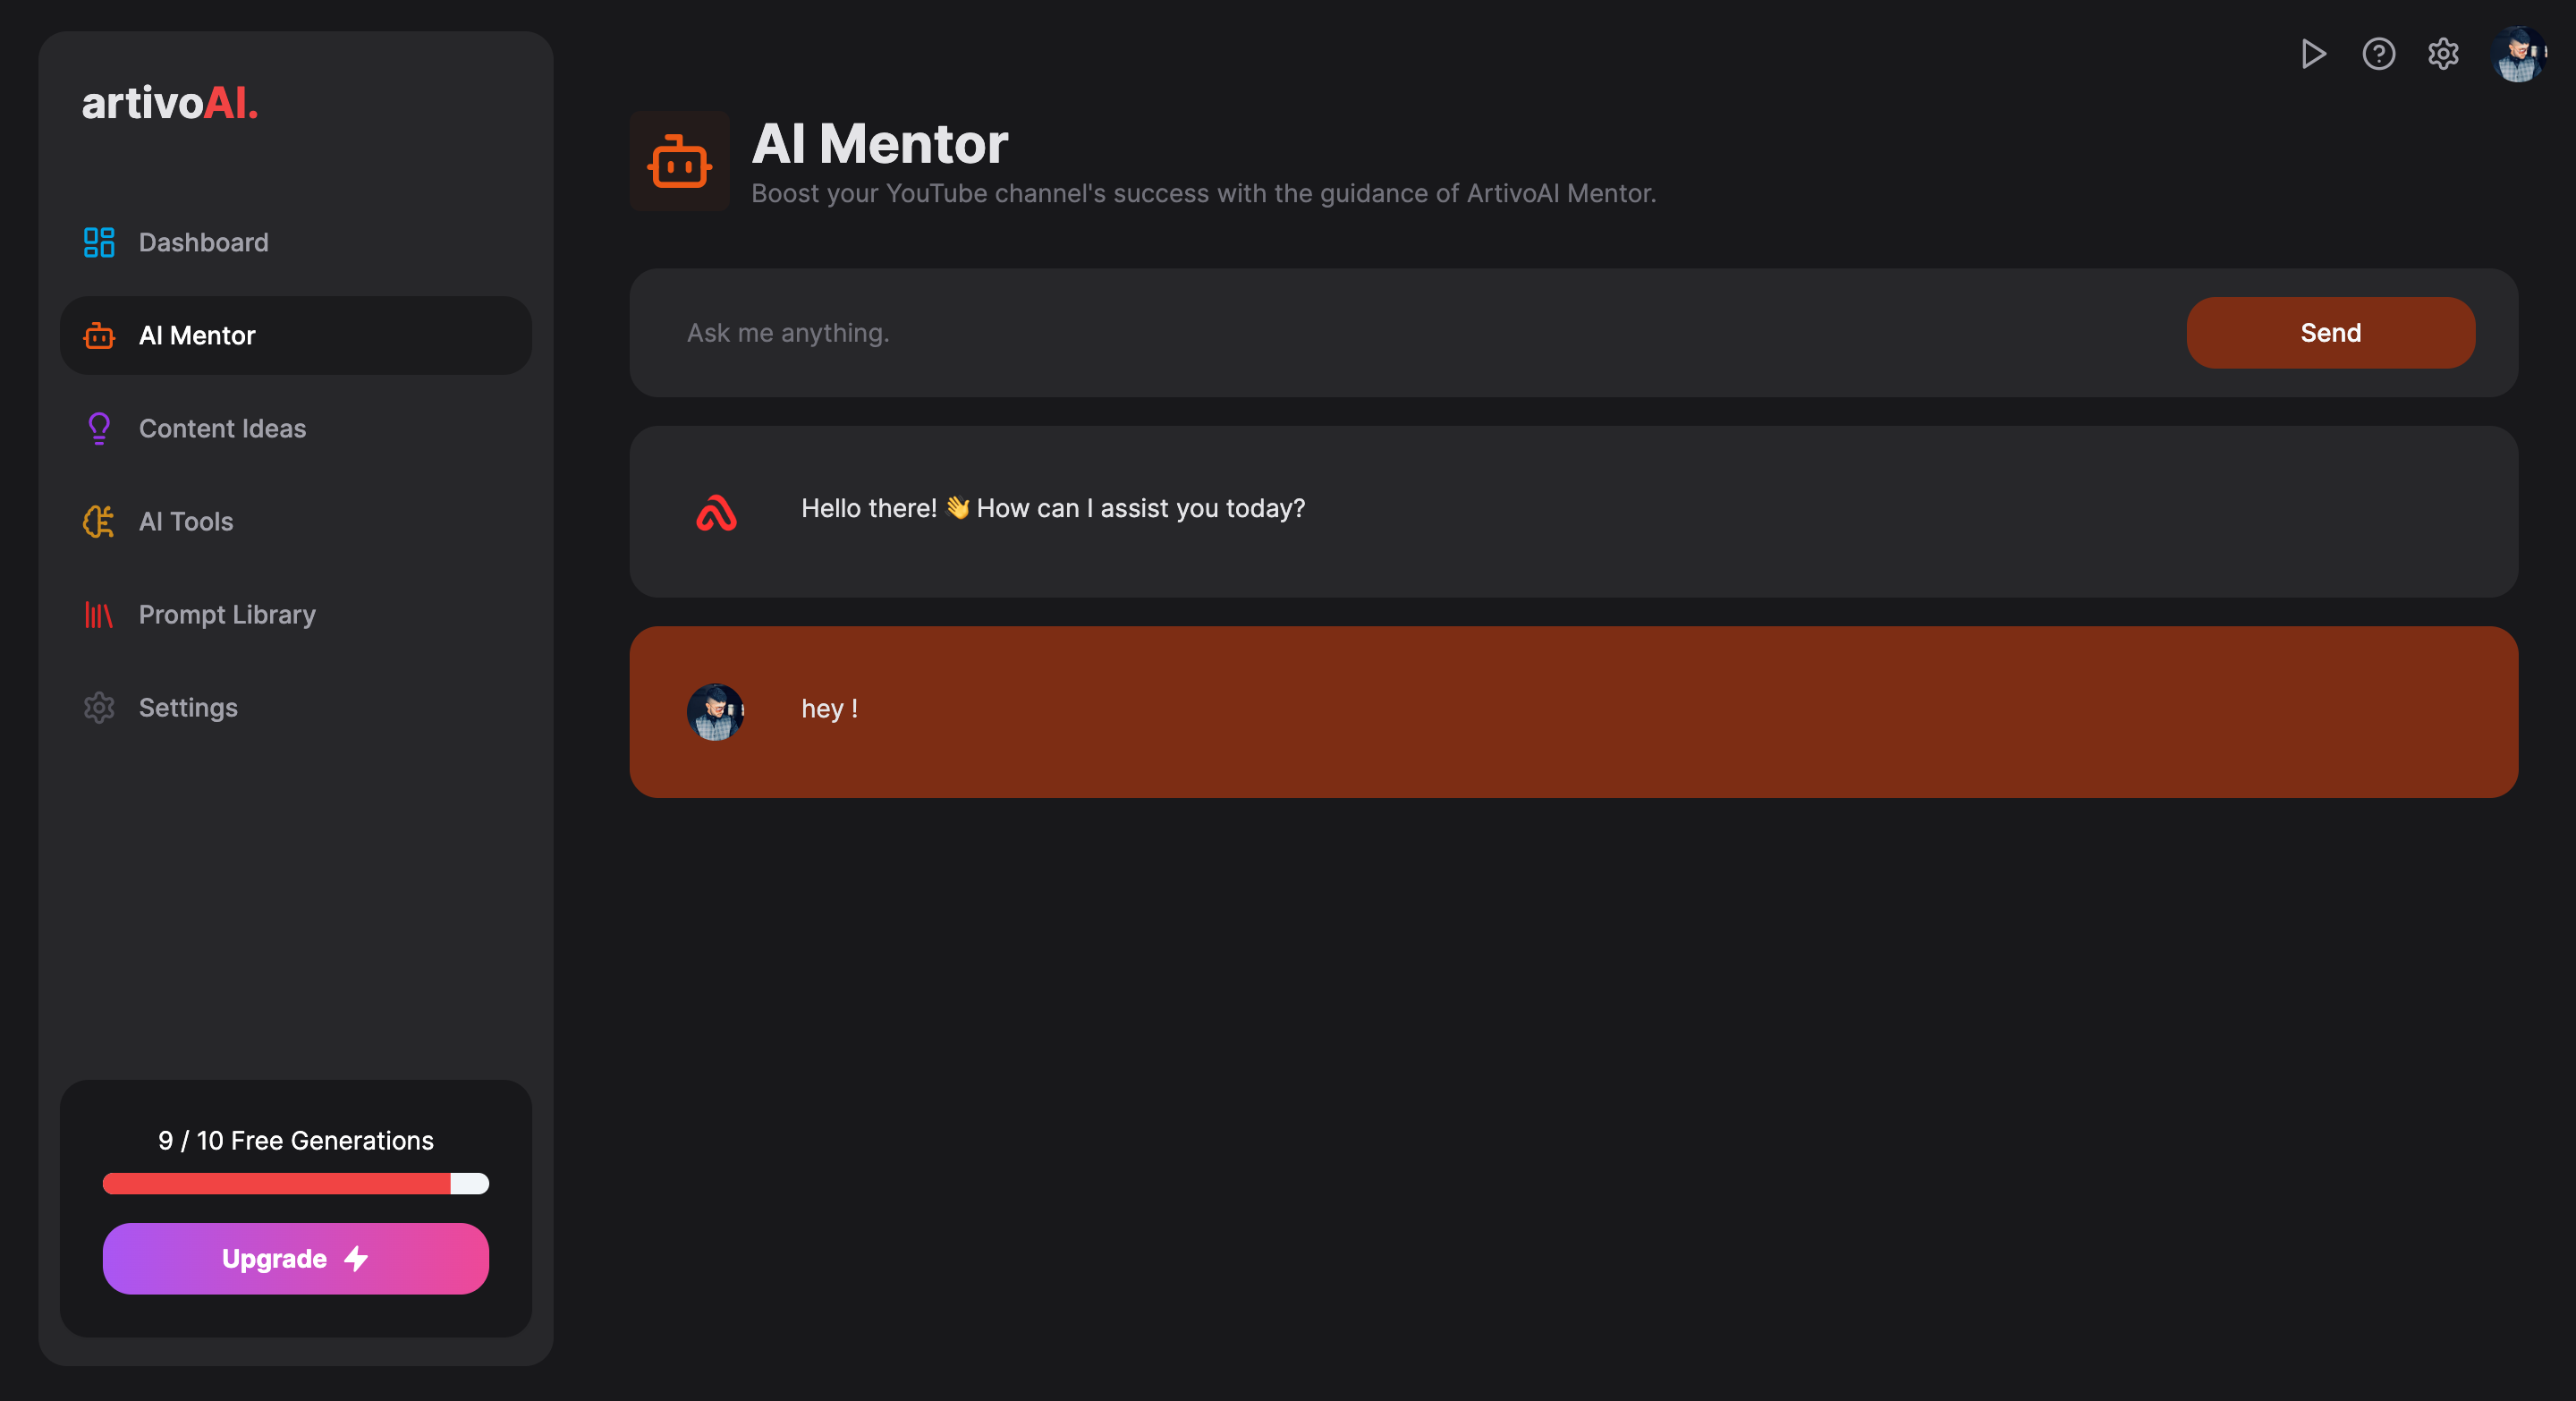 artivoAI.
Dashboard
AI Mentor
Content Ideas
AI Tools
Prompt Library
Settings
9 / 10 Free Generations
Upgrade
AI Mentor
Boost your YouTube channel's success with the guidance of ArtivoAI Mentor.
Ask me anything.
Send
Hello there! 👋 How can I assist you today?
hey !